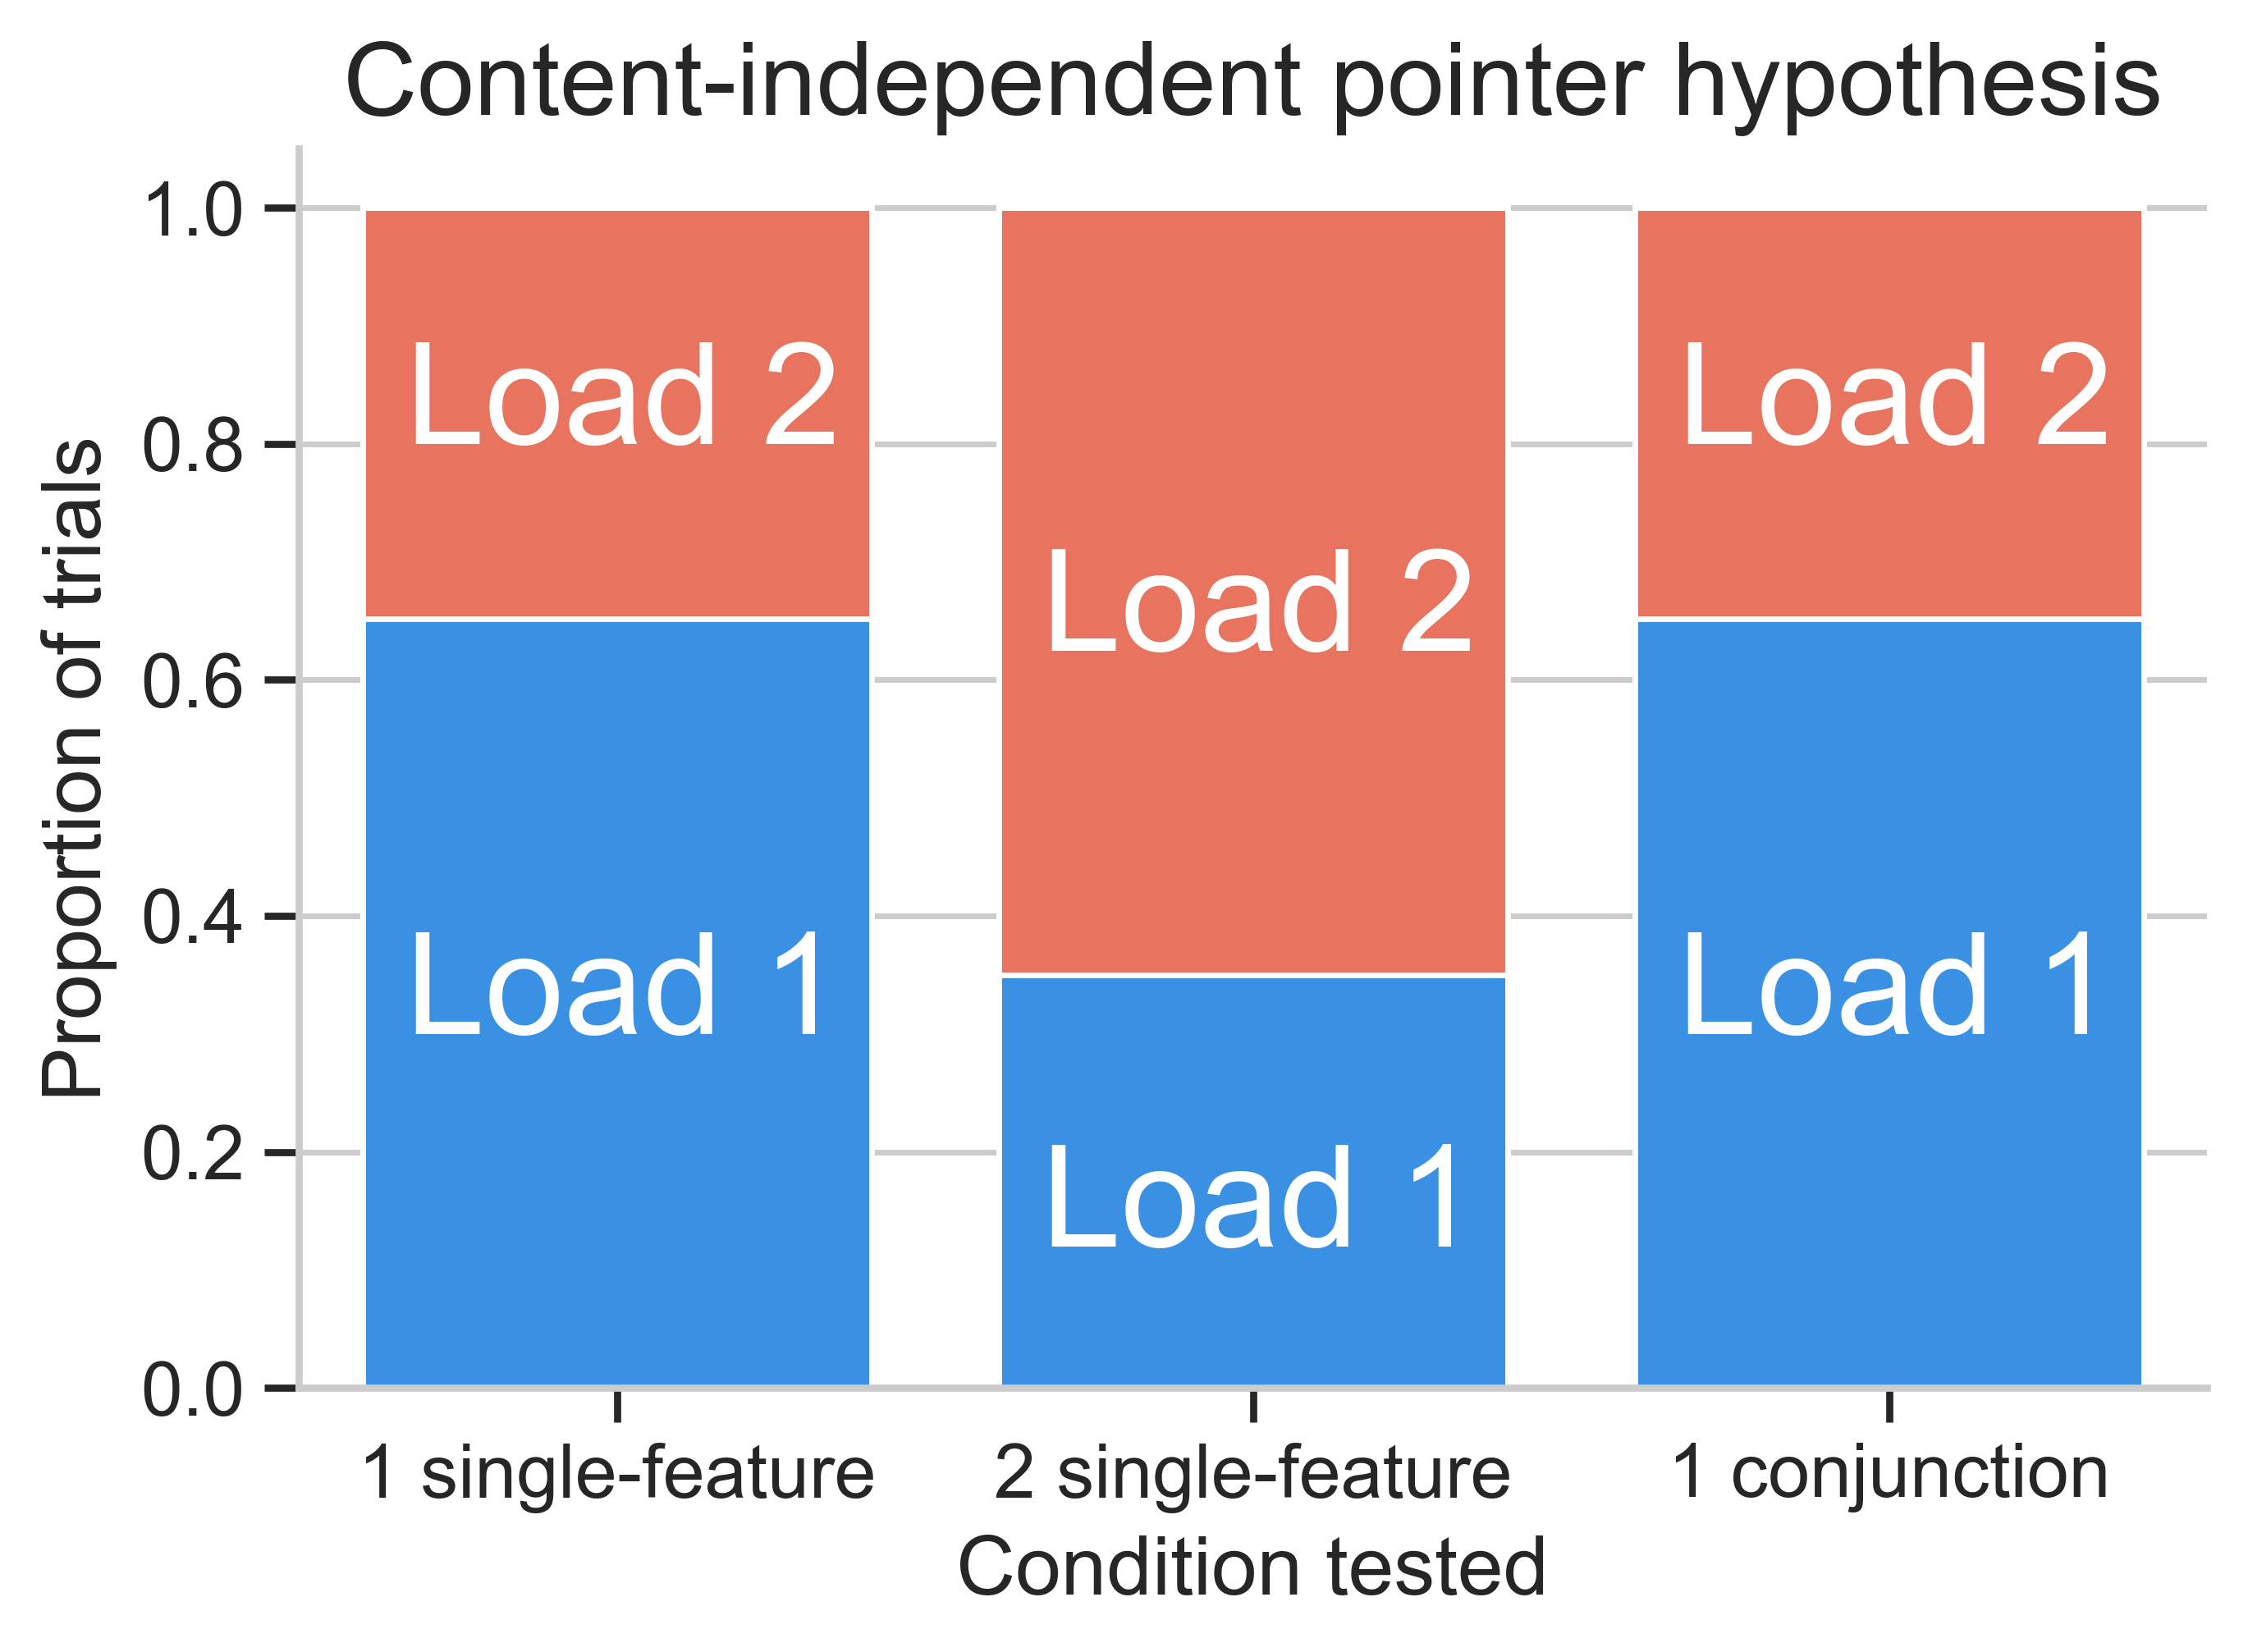 Content-independent pointer hypothesis
Proportion of trials
1.0
0.8
0.6
0.4
0.2
0.0
Load 2
Load 1
Load 2
Load 1
Load 2
Load 1
1 single-feature
2 single-feature
1 conjunction
Condition tested